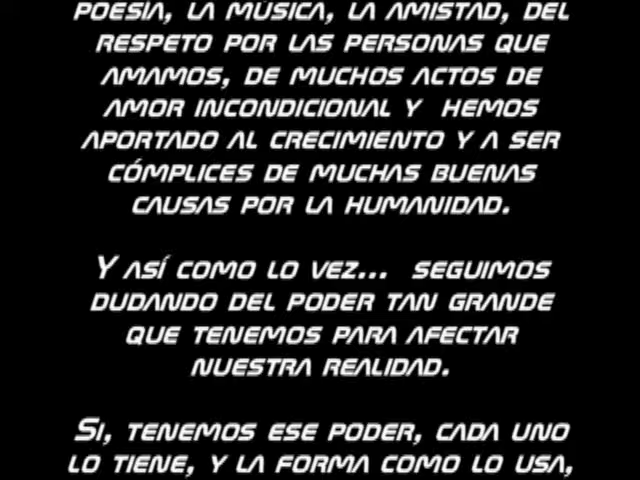 POESÍA, LA MÚSICA, LA AMISTAD, DEL
RESPETO POR LAS PERSONAS QUE
AMAMOS, DE MUCHOS ACTOS DE
AMOR INCONDICIONAL Y HEMOS
APORTADO AL CRECIMIENTO Y A SER
CÓMPLICES DE MUCHAS BUENAS
CAUSAS POR LA HUMANIDAD.
Y ASÍ COMO LO VEZ... SEGUIMOS
DUDANDO DEL PODER TAN GRANDE
QUE TENEMOS PARA AFECTAR
NUESTRA REALIDAD.
SI, TENEMOS ESE PODER, CADA UNO
LO TIENE, Y LA FORMA COMO LO USA,